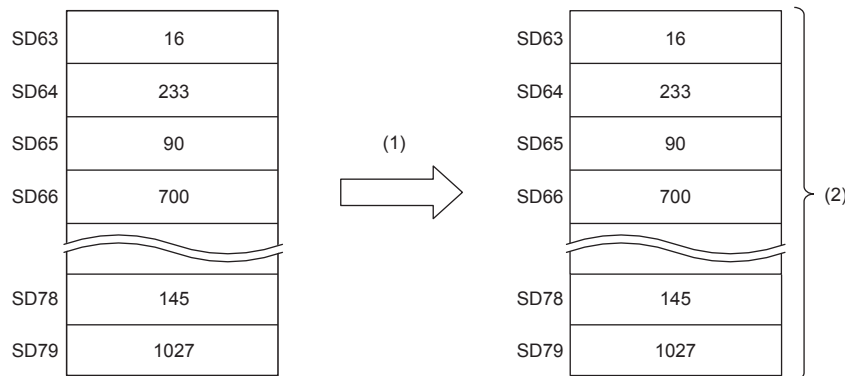 SD63 16 SD63 16
SD64 233 SD64 233
SD65 90 (1) SD65 90
SD66 700 SD66 700 (2)
SD78 145 SD78 145
SD79 1027 SD79 1027